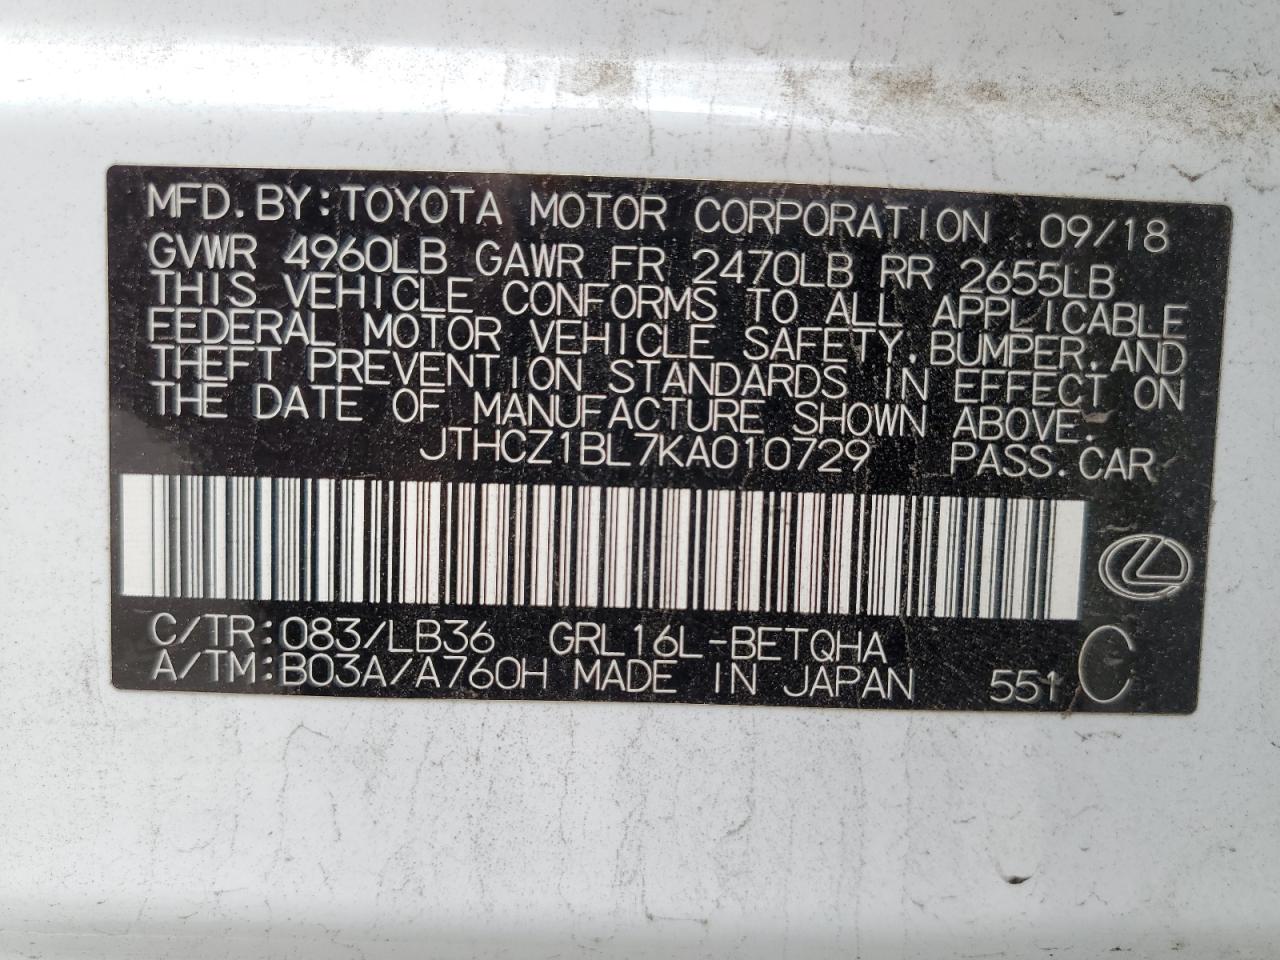 MFD. BY: TOYOTA MOTOR CORPORATION 09/18
GVWR 4960LB GAWR FR 2470LB RR 2655LB
THIS VEHICLE CONFORMS TO ALL APPLICABLE
FEDERAL MOTOR VEHICLE SAFETY, BUMPER, AND
THEFT PREVENTION STANDARDS IN EFFECT ON
THE DATE OF MANUFACTURE SHOWN ABOVE.
JTHCZ1BL7KA010729 PASS. CAR
C/TR: 083/LB36 GRL16L-BETQHA
A/TM: B03A/A760H MADE IN JAPAN 551 C